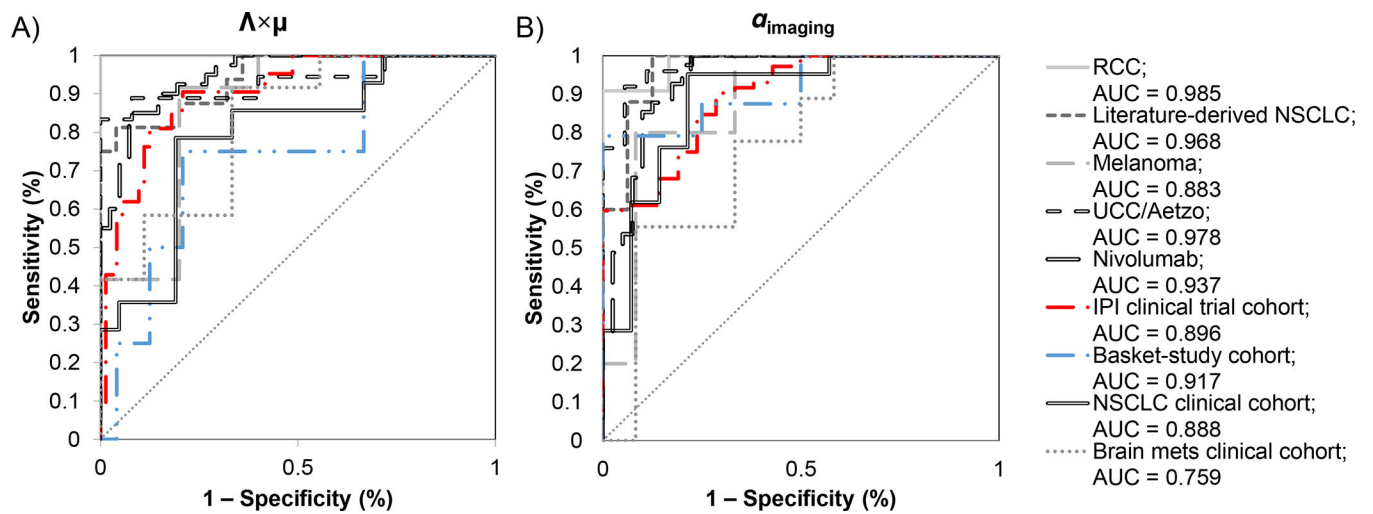 A)
Λ×µ
1
0.9
0.8
0.7
0.6
0.5
0.4
0.3
0.2
0.1
0
Sensitivity (%)
0
0.5
1
1 – Specificity (%)
B)
αimaging
1
0.9
0.8
0.7
0.6
0.5
0.4
0.3
0.2
0.1
0
Sensitivity (%)
0
0.5
1
1 – Specificity (%)
RCC;
AUC = 0.985
Literature-derived NSCLC;
AUC = 0.968
Melanoma;
AUC = 0.883
UCC/Aetzo;
AUC = 0.978
Nivolumab;
AUC = 0.937
IPI clinical trial cohort;
AUC = 0.896
Basket-study cohort;
AUC = 0.917
NSCLC clinical cohort;
AUC = 0.888
Brain mets clinical cohort;
AUC = 0.759